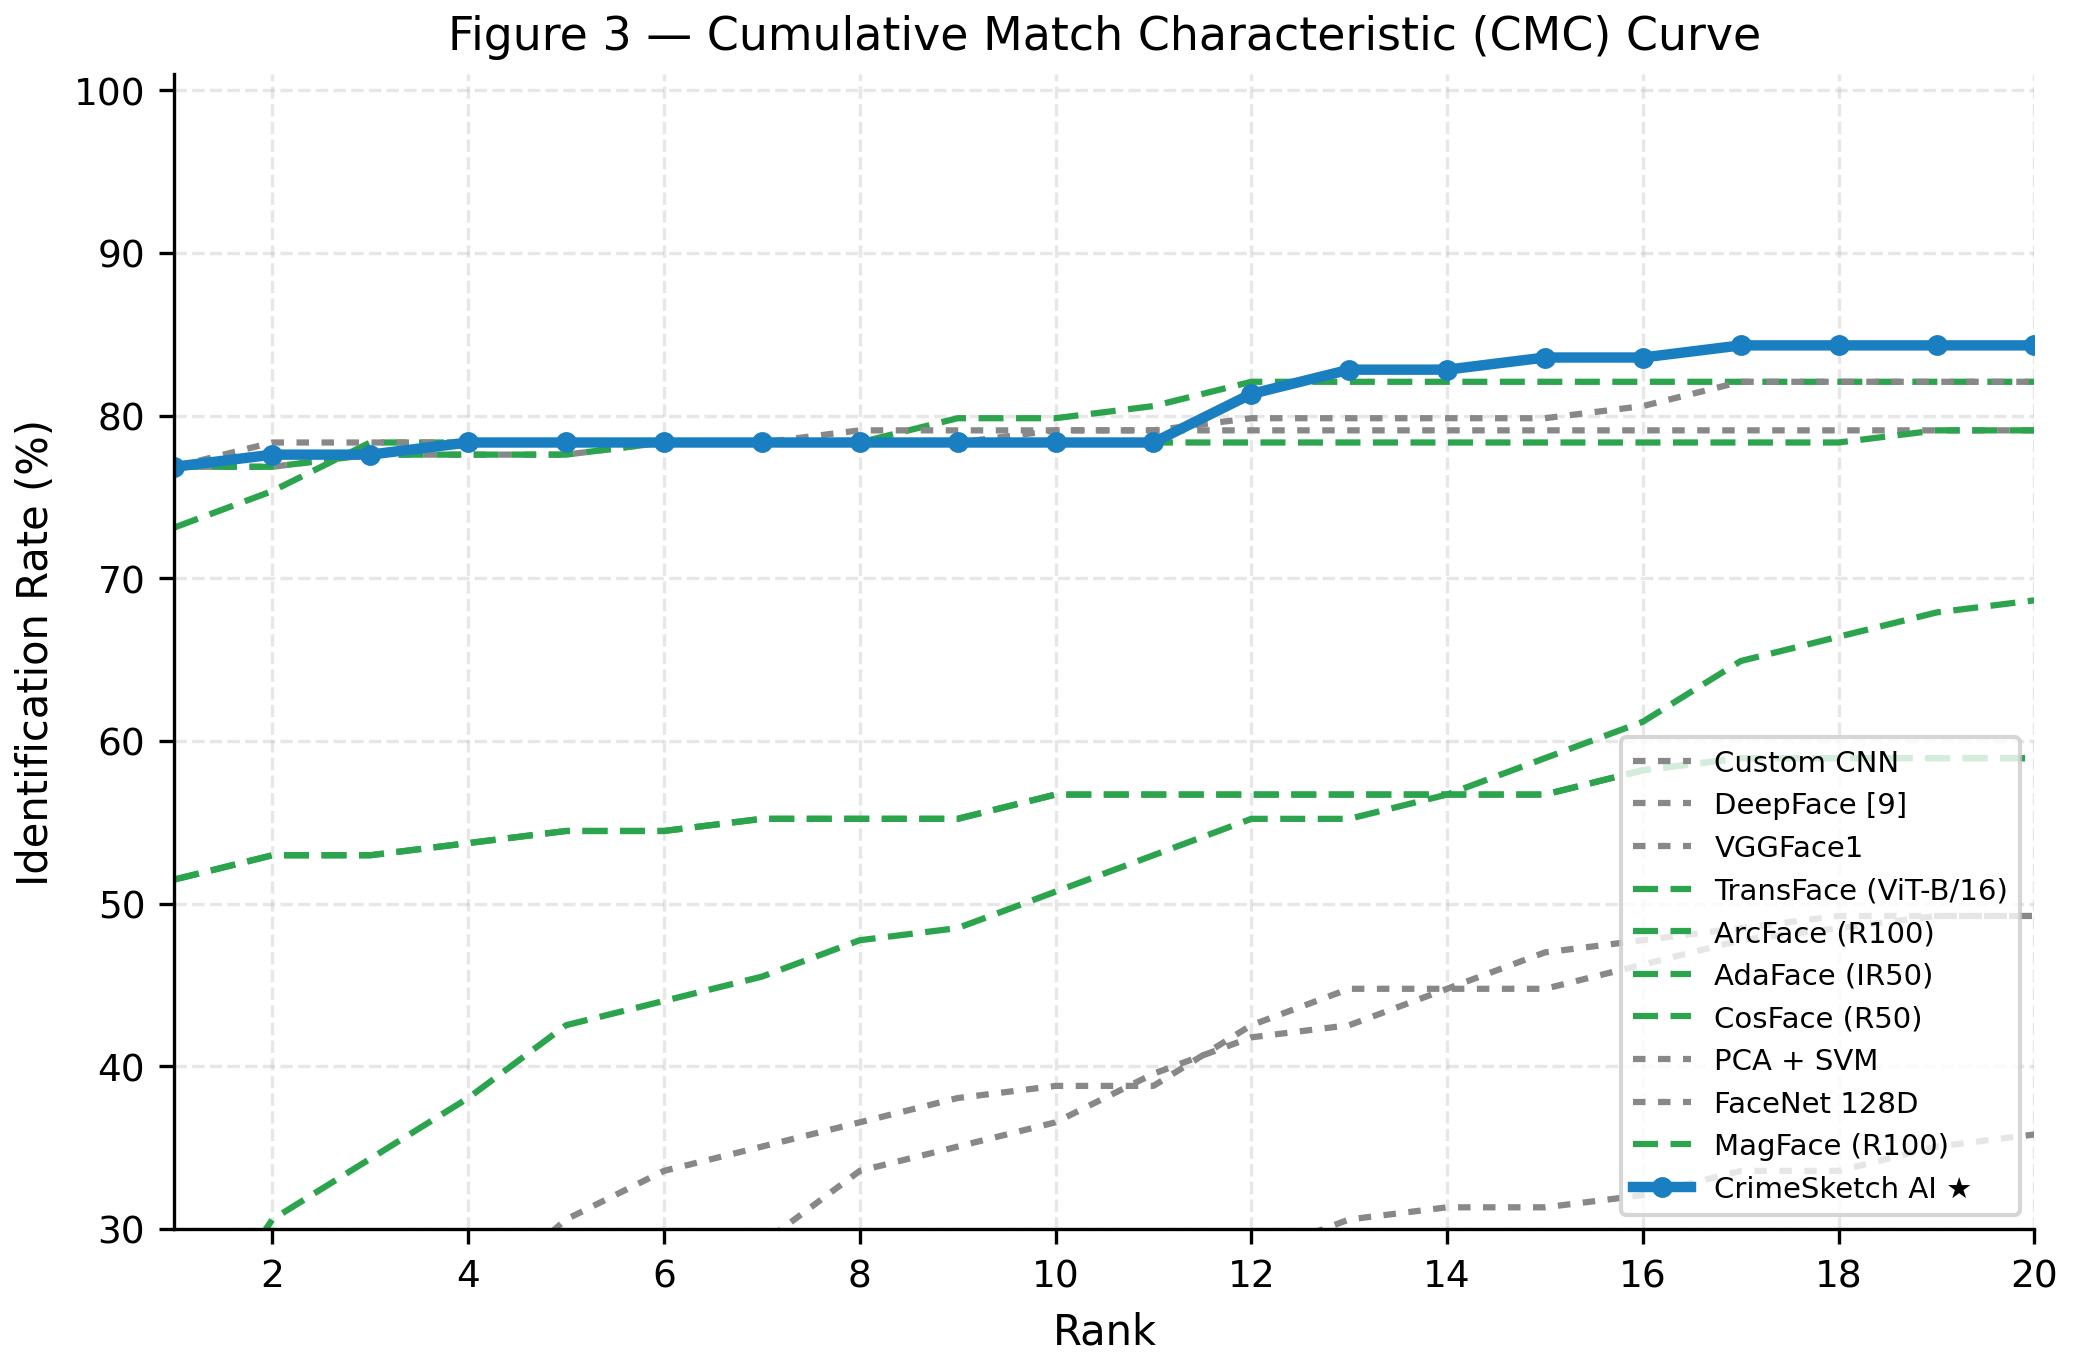 Figure 3 — Cumulative Match Characteristic (CMC) Curve
Identification Rate (%)
100
90
80
70
60
50
40
30
Custom CNN
DeepFace [9]
VGGFace1
TransFace (ViT-B/16)
ArcFace (R100)
AdaFace (IR50)
CosFace (R50)
PCA + SVM
FaceNet 128D
MagFace (R100)
CrimeSketch AI ★
2 4 6 8 10 12 14 16 18 20
Rank